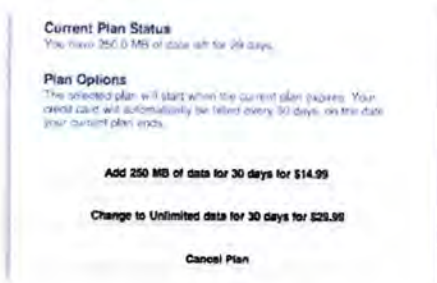 Current Plan Status
You have 250.0 MB of data left for 29 days.
Plan Options
The selected plan will start when the current plan expires. Your
credit card will automatically be billed every 30 days, on the date
your current plan ends.
Add 250 MB of data for 30 days for $14.99
Change to Unlimited data for 30 days for $29.99
Cancel Plan